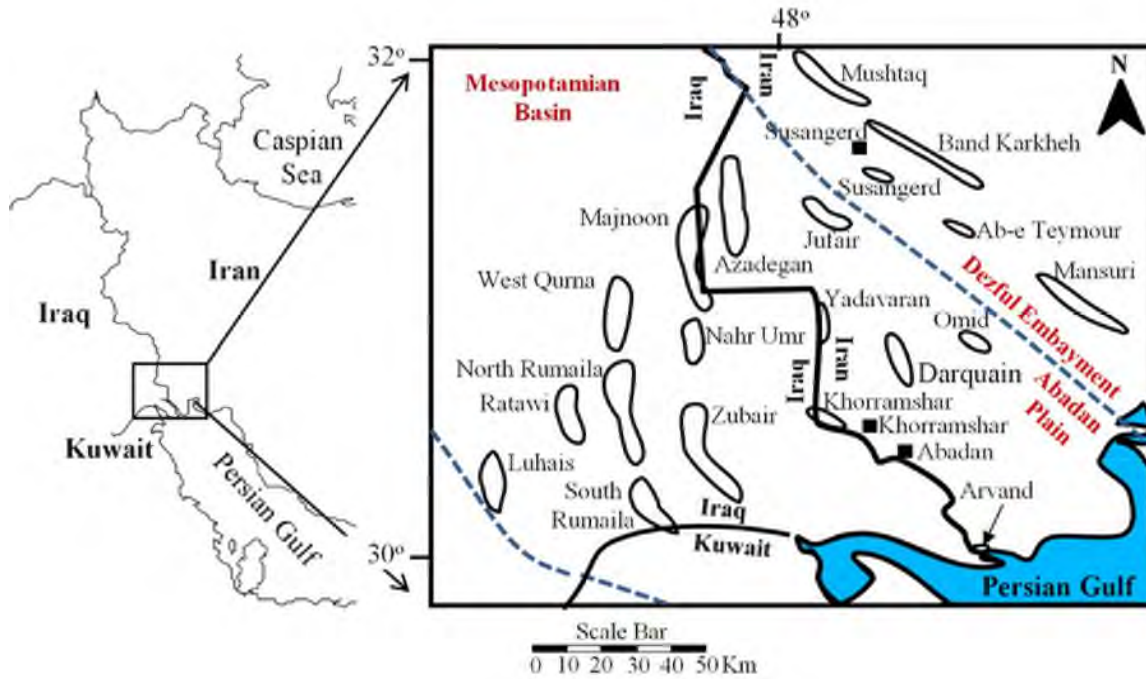 Caspian
Sea
Iran
Iraq
Kuwait
Persian Gulf
48º
32º
30º
Mesopotamian
Basin
Iraq
Iran
Mushtaq
N
Susangerd
Band Karkheh
Susangerd
Majnoon
Jufair
Ab-e Teymour
Azadegan
Mansuri
West Qurna
Yadavaran
Dezful Embayment
Omid
Nahr Umr
Iran
Iraq
North Rumaila
Darquain
Abadan
Plain
Ratawi
Zubair
Khorramshar
Khorramshar
Abadan
Luhais
South
Rumaila
Iraq
Kuwait
Arvand
Persian Gulf
Scale Bar
0 10 20 30 40 50 Km